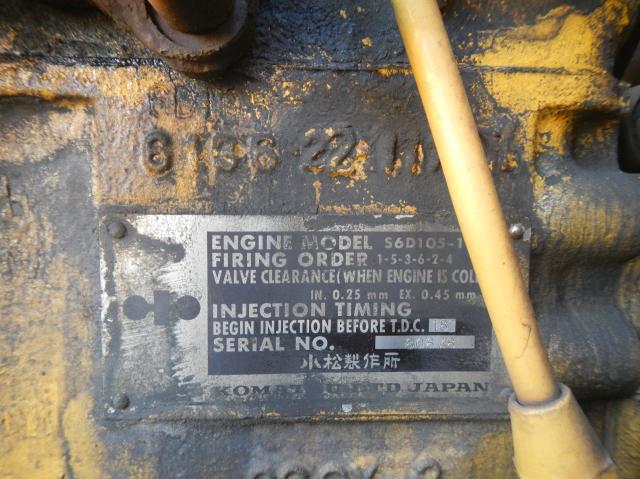 6136-22-11
ENGINE MODEL S6D105-1
FIRING ORDER 1-5-3-6-2-4
VALVE CLEARANCE(WHEN ENGINE IS COL
IN. 0.25 mm EX. 0.45 mm
INJECTION TIMING
BEGIN INJECTION BEFORE T.D.C.
SERIAL NO.
小松製作所
JAPAN